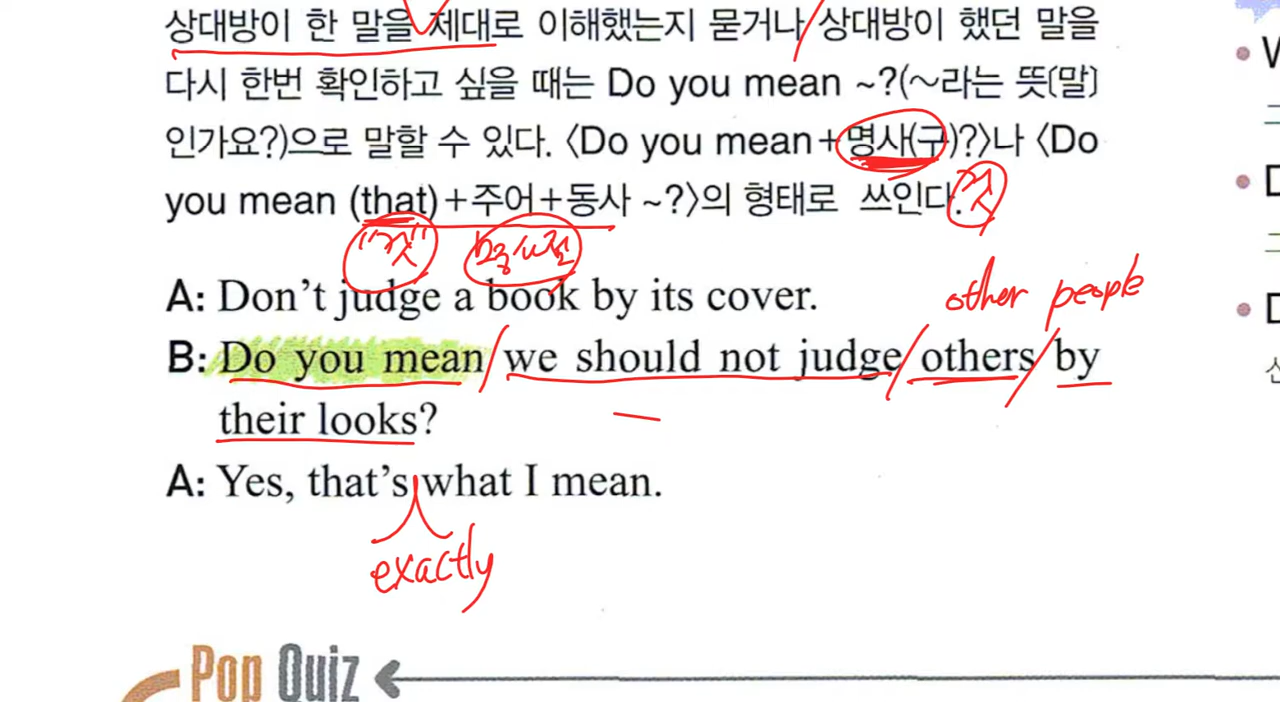 상대방이 한 말을 제대로 이해했는지 묻거나 상대방이 했던 말을
다시 한번 확인하고 싶을 때는 Do you mean ~?(~라는 뜻[말]
인가요?)으로 말할 수 있다. 〈Do you mean+명사(구)?〉나 〈Do
you mean (that)+주어+동사 ~?〉의 형태로 쓰인다. 것
"것"
A: Don't judge a book by its cover.
other people
B: Do you mean we should not judge others by
their looks?
A: Yes, that's what I mean.
exactly
Pop Quiz